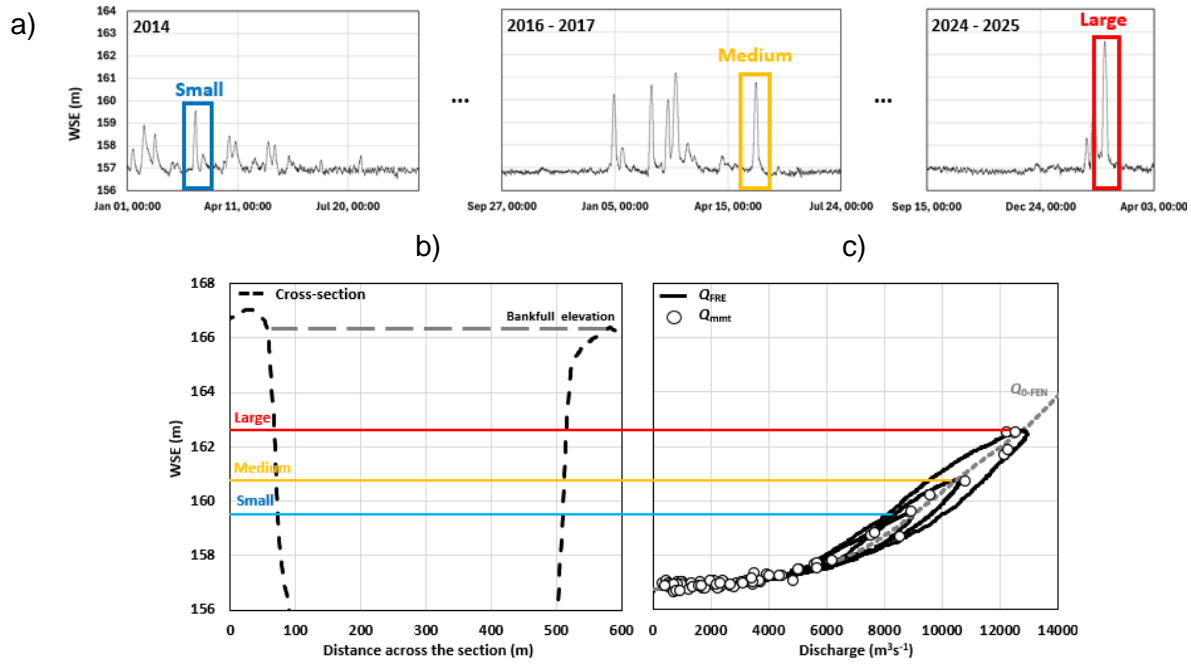 a)
164
163
162
161
160
159
158
157
156
WSE (m)
2014
Small
Jan 01, 00:00
Apr 11, 00:00
Jul 20, 00:00
...
2016 - 2017
Medium
Sep 27, 00:00
Jan 05, 00:00
Apr 15, 00:00
Jul 24, 00:00
...
2024 - 2025
Large
Sep 15, 00:00
Dec 24, 00:00
Apr 03, 00:00
b)
168
166
164
162
160
158
156
WSE (m)
Cross-section
Bankfull elevation
Large
Medium
Small
0
100
200
300
400
500
600
Distance across the section (m)
c)
QFRE
Qmmt
Q0-FEN
0
2000
4000
6000
8000
10000
12000
14000
Discharge (m³s⁻¹)